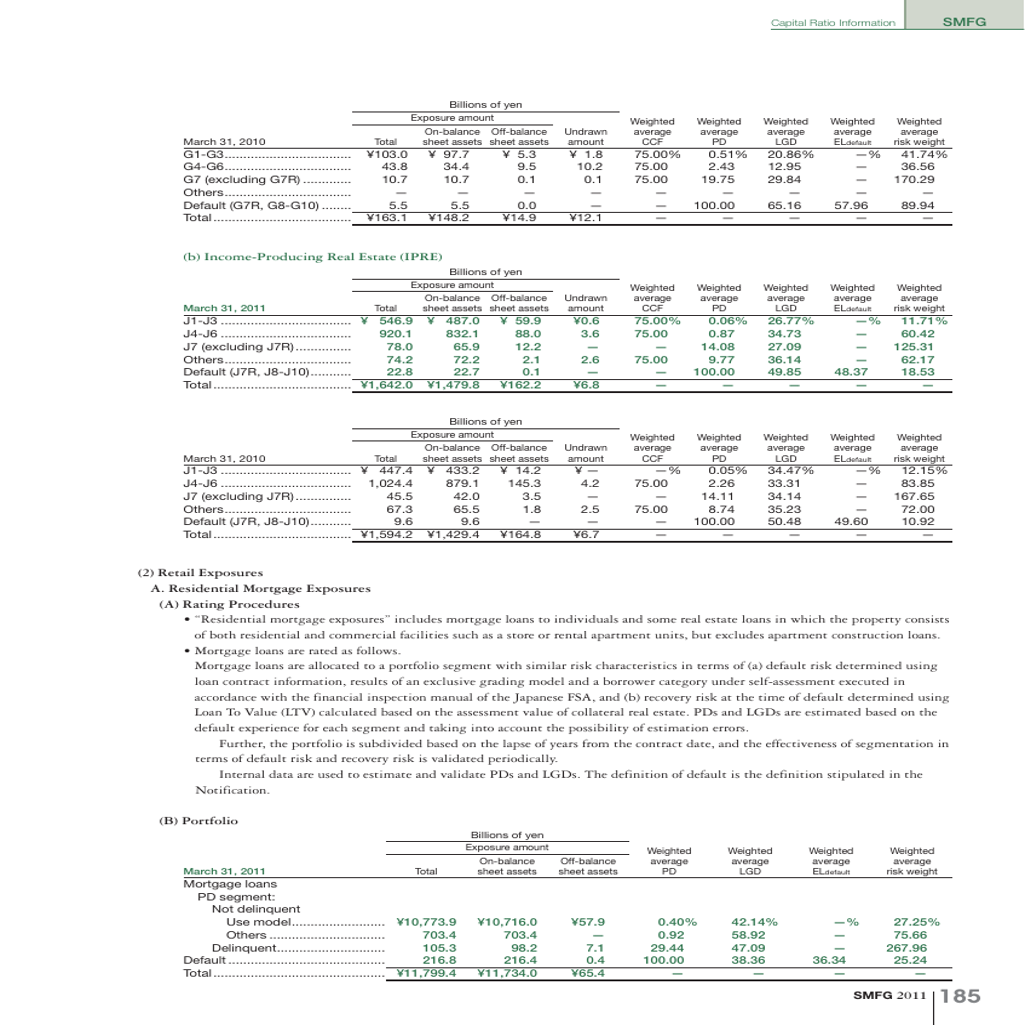 Capital Ratio Information SMFG
Billions of yen
Exposure amount
Weighted Weighted Weighted Weighted Weighted
On-balance Off-balance Undrawn average average average average average
March 31, 2010 Total sheet assets sheet assets amount CCF PD LGD ELdefault risk weight
G1-G3 ¥103.0 ¥ 97.7 ¥ 5.3 ¥ 1.8 75.00% 0.51% 20.86% —% 41.74%
G4-G6 43.8 34.4 9.5 10.2 75.00 2.43 12.95 — 36.56
G7 (excluding G7R) 10.7 10.7 0.1 0.1 75.00 19.75 29.84 — 170.29
Others — — — — — — — — —
Default (G7R, G8-G10) 5.5 5.5 0.0 — — 100.00 65.16 57.96 89.94
Total ¥163.1 ¥148.2 ¥14.9 ¥12.1 — — — — —
(b) Income-Producing Real Estate (IPRE)
Billions of yen
Exposure amount
Weighted Weighted Weighted Weighted Weighted
On-balance Off-balance Undrawn average average average average average
March 31, 2011 Total sheet assets sheet assets amount CCF PD LGD ELdefault risk weight
J1-J3 ¥ 546.9 ¥ 487.0 ¥ 59.9 ¥0.6 75.00% 0.06% 26.77% —% 11.71%
J4-J6 920.1 832.1 88.0 3.6 75.00 0.87 34.73 — 60.42
J7 (excluding J7R) 78.0 65.9 12.2 — — 14.08 27.09 — 125.31
Others 74.2 72.2 2.1 2.6 75.00 9.77 36.14 — 62.17
Default (J7R, J8-J10) 22.8 22.7 0.1 — — 100.00 49.85 48.37 18.53
Total ¥1,642.0 ¥1,479.8 ¥162.2 ¥6.8 — — — — —
Billions of yen
Exposure amount
Weighted Weighted Weighted Weighted Weighted
On-balance Off-balance Undrawn average average average average average
March 31, 2010 Total sheet assets sheet assets amount CCF PD LGD ELdefault risk weight
J1-J3 ¥ 447.4 ¥ 433.2 ¥ 14.2 ¥ — —% 0.05% 34.47% —% 12.15%
J4-J6 1,024.4 879.1 145.3 4.2 75.00 2.26 33.31 — 83.85
J7 (excluding J7R) 45.5 42.0 3.5 — — 14.11 34.14 — 167.65
Others 67.3 65.5 1.8 2.5 75.00 8.74 35.23 — 72.00
Default (J7R, J8-J10) 9.6 9.6 — — — 100.00 50.48 49.60 10.92
Total ¥1,594.2 ¥1,429.4 ¥164.8 ¥6.7 — — — — —
(2) Retail Exposures
A. Residential Mortgage Exposures
(A) Rating Procedures
• “Residential mortgage exposures” includes mortgage loans to individuals and some real estate loans in which the property consists
of both residential and commercial facilities such as a store or rental apartment units, but excludes apartment construction loans.
• Mortgage loans are rated as follows.
Mortgage loans are allocated to a portfolio segment with similar risk characteristics in terms of (a) default risk determined using
loan contract information, results of an exclusive grading model and a borrower category under self-assessment executed in
accordance with the financial inspection manual of the Japanese FSA, and (b) recovery risk at the time of default determined using
Loan To Value (LTV) calculated based on the assessment value of collateral real estate. PDs and LGDs are estimated based on the
default experience for each segment and taking into account the possibility of estimation errors.
Further, the portfolio is subdivided based on the lapse of years from the contract date, and the effectiveness of segmentation in
terms of default risk and recovery risk is validated periodically.
Internal data are used to estimate and validate PDs and LGDs. The definition of default is the definition stipulated in the
Notification.
(B) Portfolio
Billions of yen
Exposure amount
Weighted Weighted Weighted Weighted
On-balance Off-balance average average average average
March 31, 2011 Total sheet assets sheet assets PD LGD ELdefault risk weight
Mortgage loans
PD segment:
Not delinquent
Use model ¥10,773.9 ¥10,716.0 ¥57.9 0.40% 42.14% —% 27.25%
Others 703.4 703.4 — 0.92 58.92 — 75.66
Delinquent 105.3 98.2 7.1 29.44 47.09 — 267.96
Default 216.8 216.4 0.4 100.00 38.36 36.34 25.24
Total ¥11,799.4 ¥11,734.0 ¥65.4 — — — —
SMFG 2011 185